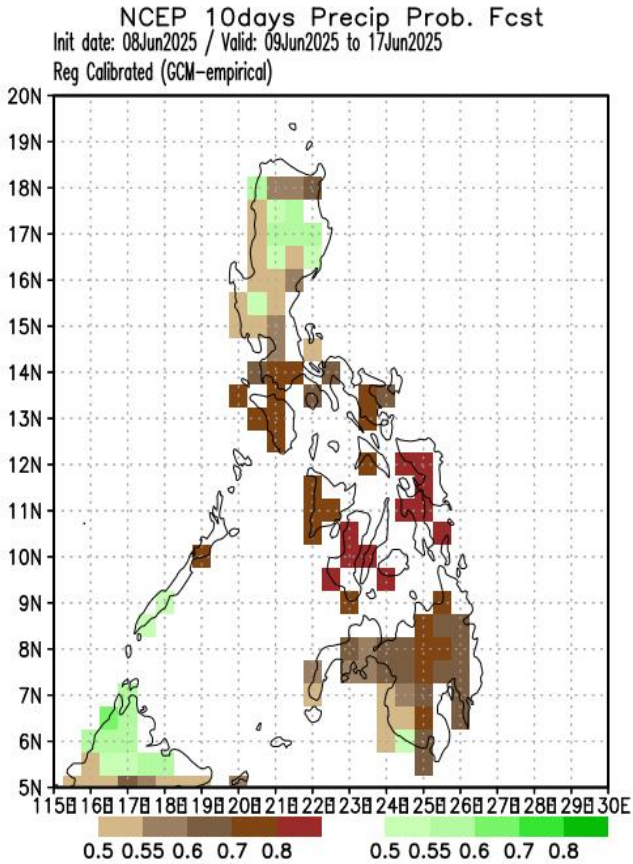 NCEP 10days Precip Prob. Fcst
Init date: 08Jun2025 / Valid: 09Jun2025 to 17Jun2025
Reg Calibrated (GCM-empirical)
20N
19N
18N
17N
16N
15N
14N
13N
12N
11N
10N
9N
8N
7N
6N
5N
115E 116E 117E 118E 119E 120E 121E 122E 123E 124E 125E 126E 127E 128E 129E 130E
0.5 0.55 0.6 0.7 0.8 0.5 0.55 0.6 0.7 0.8